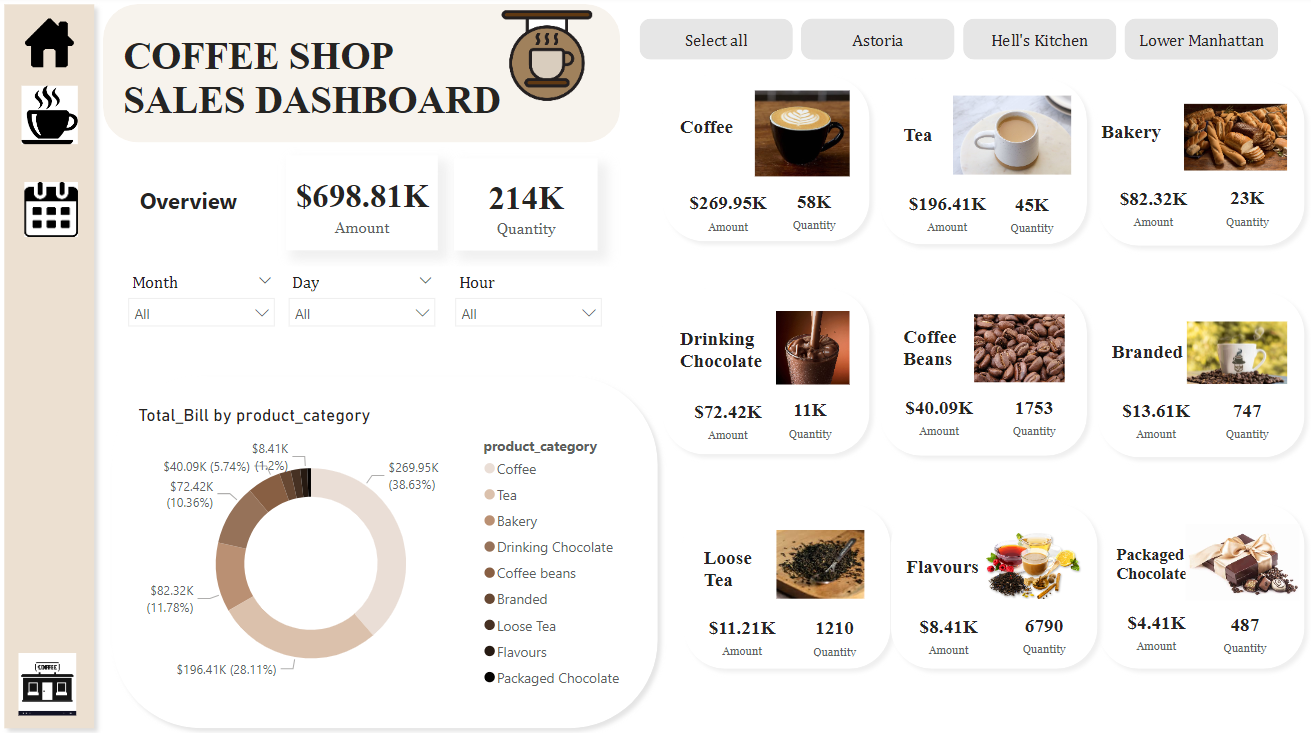 COFFEE SHOP
SALES DASHBOARD
Overview
$698.81K
Amount
214K
Quantity
Month
All
Day
All
Hour
All
Total_Bill by product_category
$8.41K
(1.2%)
$40.09K (5.74%)
$72.42K
(10.36%)
$82.32K
(11.78%)
$196.41K (28.11%)
$269.95K
(38.63%)
product_category
Coffee
Tea
Bakery
Drinking Chocolate
Coffee beans
Branded
Loose Tea
Flavours
Packaged Chocolate
Select all
Astoria
Hell's Kitchen
Lower Manhattan
Coffee
$269.95K
Amount
58K
Quantity
Tea
$196.41K
Amount
45K
Quantity
Bakery
$82.32K
Amount
23K
Quantity
Drinking
Chocolate
$72.42K
Amount
11K
Quantity
Coffee
Beans
$40.09K
Amount
1753
Quantity
Branded
$13.61K
Amount
747
Quantity
Loose
Tea
$11.21K
Amount
1210
Quantity
Flavours
$8.41K
Amount
6790
Quantity
Packaged
Chocolate
$4.41K
Amount
487
Quantity
COFFEE